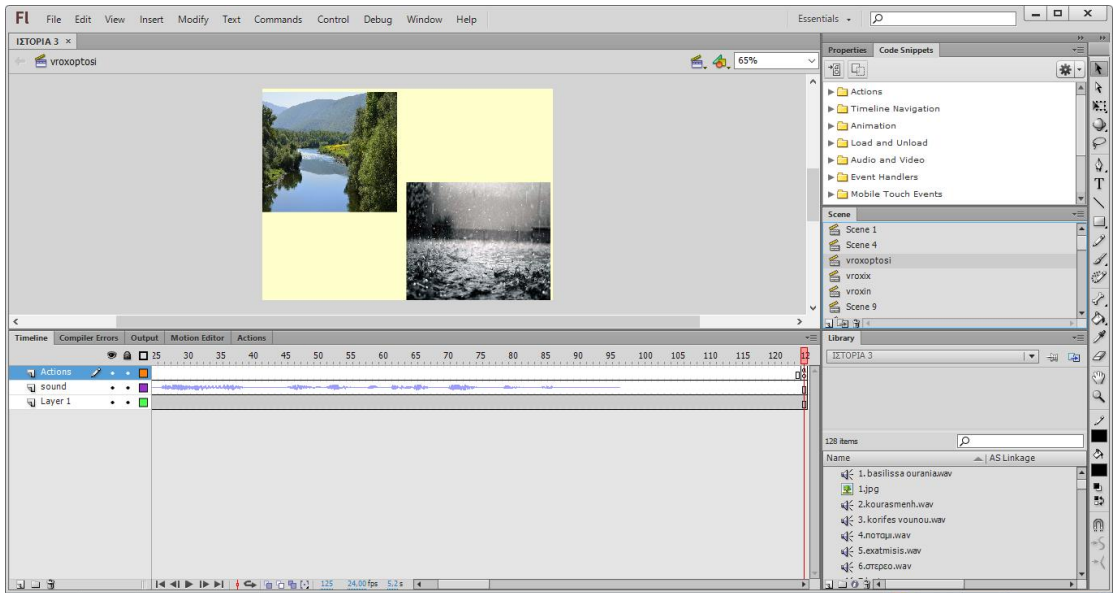 Fl File Edit View Insert Modify Text Commands Control Debug Window Help Essentials
ΙΣΤΟΡΙΑ 3 ×
vroxoptosi 65%
Properties Code Snippets
Actions
Timeline Navigation
Animation
Load and Unload
Audio and Video
Event Handlers
Mobile Touch Events
Scene
Scene 1
Scene 4
vroxoptosi
vroxix
vroxin
Scene 9
Timeline Compiler Errors Output Motion Editor Actions
25 30 35 40 45 50 55 60 65 70 75 80 85 90 95 100 105 110 115 120 12
Actions
sound
Layer 1
125 24.00 fps 5.2 s
Library
ΙΣΤΟΡΙΑ 3
128 items
Name AS Linkage
1. basilissa ourania.wav
1.jpg
2.kourasmenh.wav
3. korifes vounou.wav
4.ποταμι.wav
5.exatmisis.wav
6.στερεο.wav